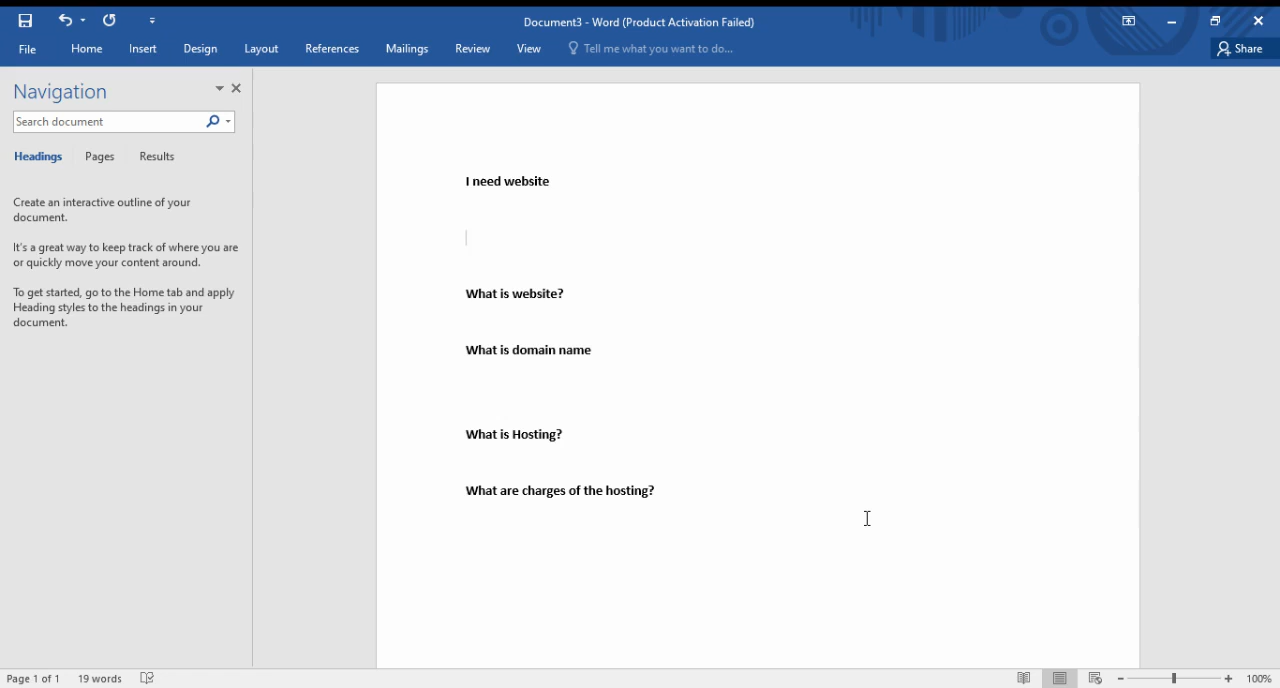 Document3 - Word (Product Activation Failed)
File Home Insert Design Layout References Mailings Review View Tell me what you want to do... Share
Navigation
Search document
Headings Pages Results
Create an interactive outline of your
document.
It's a great way to keep track of where you are
or quickly move your content around.
To get started, go to the Home tab and apply
Heading styles to the headings in your
document.
I need website
What is website?
What is domain name
What is Hosting?
What are charges of the hosting?
Page 1 of 1 19 words 100%